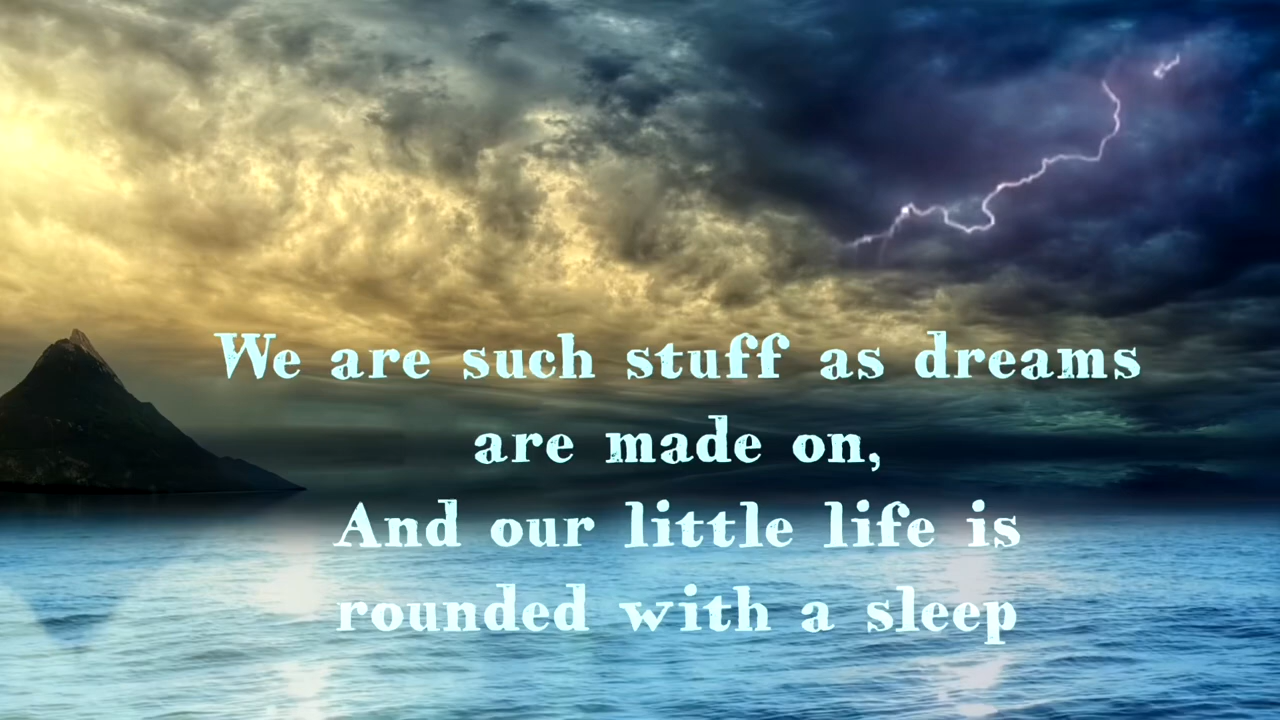 We are such stuff as dreams
are made on,
And our little life is
rounded with a sleep